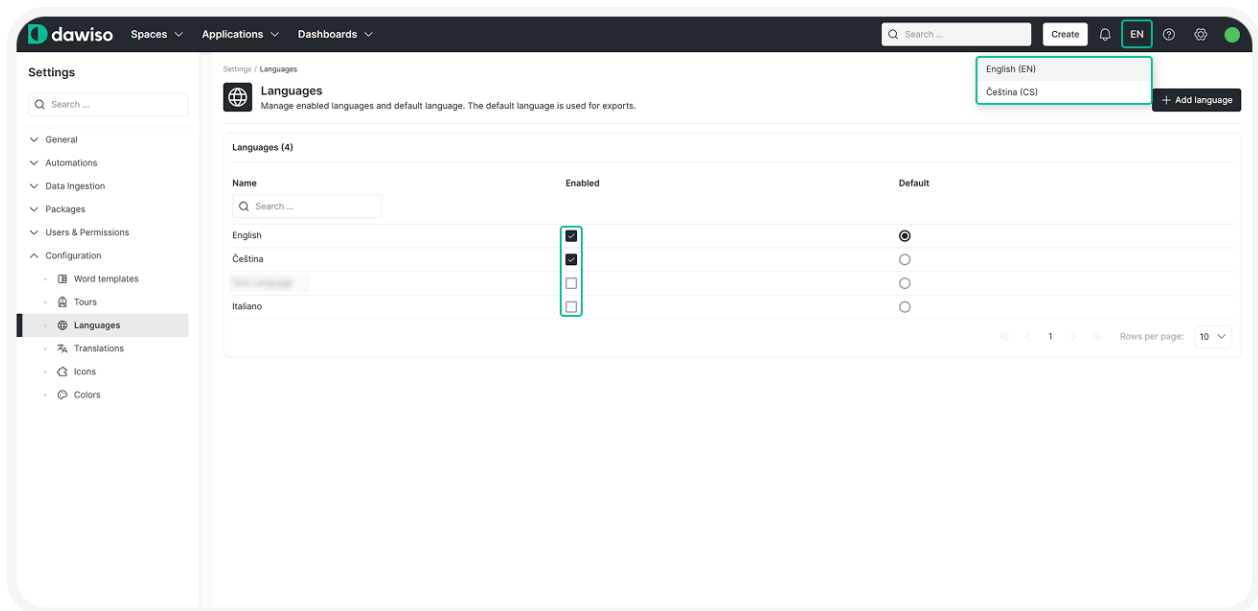 dawiso Spaces Applications Dashboards Search ... Create EN
English (EN)
Čeština (CS)
Settings
Search ...
General
Automations
Data Ingestion
Packages
Users & Permissions
Configuration
Word templates
Tours
Languages
Translations
Icons
Colors
Settings / Languages
Languages
Manage enabled languages and default language. The default language is used for exports.
+ Add language
Languages (4)
Name Enabled Default
Search ...
English
Čeština
Italiano
1 Rows per page: 10